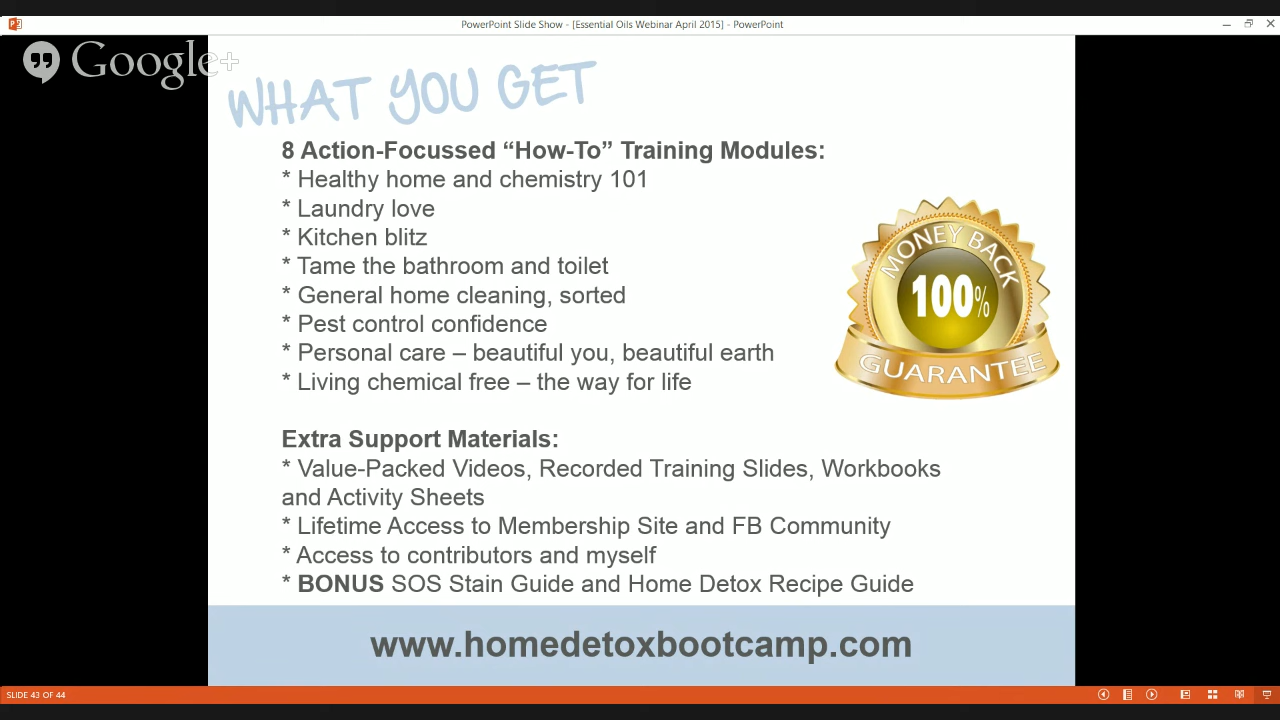 PowerPoint Slide Show - [Essential Oils Webinar April 2015] - PowerPoint
Google+
WHAT YOU GET
8 Action-Focussed “How-To” Training Modules:
* Healthy home and chemistry 101
* Laundry love
* Kitchen blitz
* Tame the bathroom and toilet
* General home cleaning, sorted
* Pest control confidence
* Personal care – beautiful you, beautiful earth
* Living chemical free – the way for life
MONEY BACK
100%
GUARANTEE
Extra Support Materials:
* Value-Packed Videos, Recorded Training Slides, Workbooks
and Activity Sheets
* Lifetime Access to Membership Site and FB Community
* Access to contributors and myself
* BONUS SOS Stain Guide and Home Detox Recipe Guide
www.homedetoxbootcamp.com
SLIDE 43 OF 44